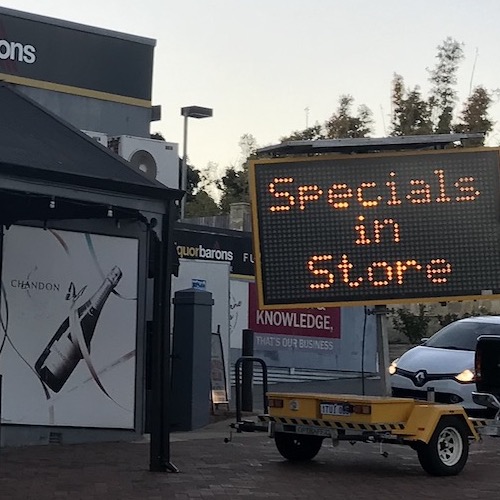 ons
Specials
in
Store
CHANDON
quorbarons
KNOWLEDGE,
THAT'S OUR BUSINESS